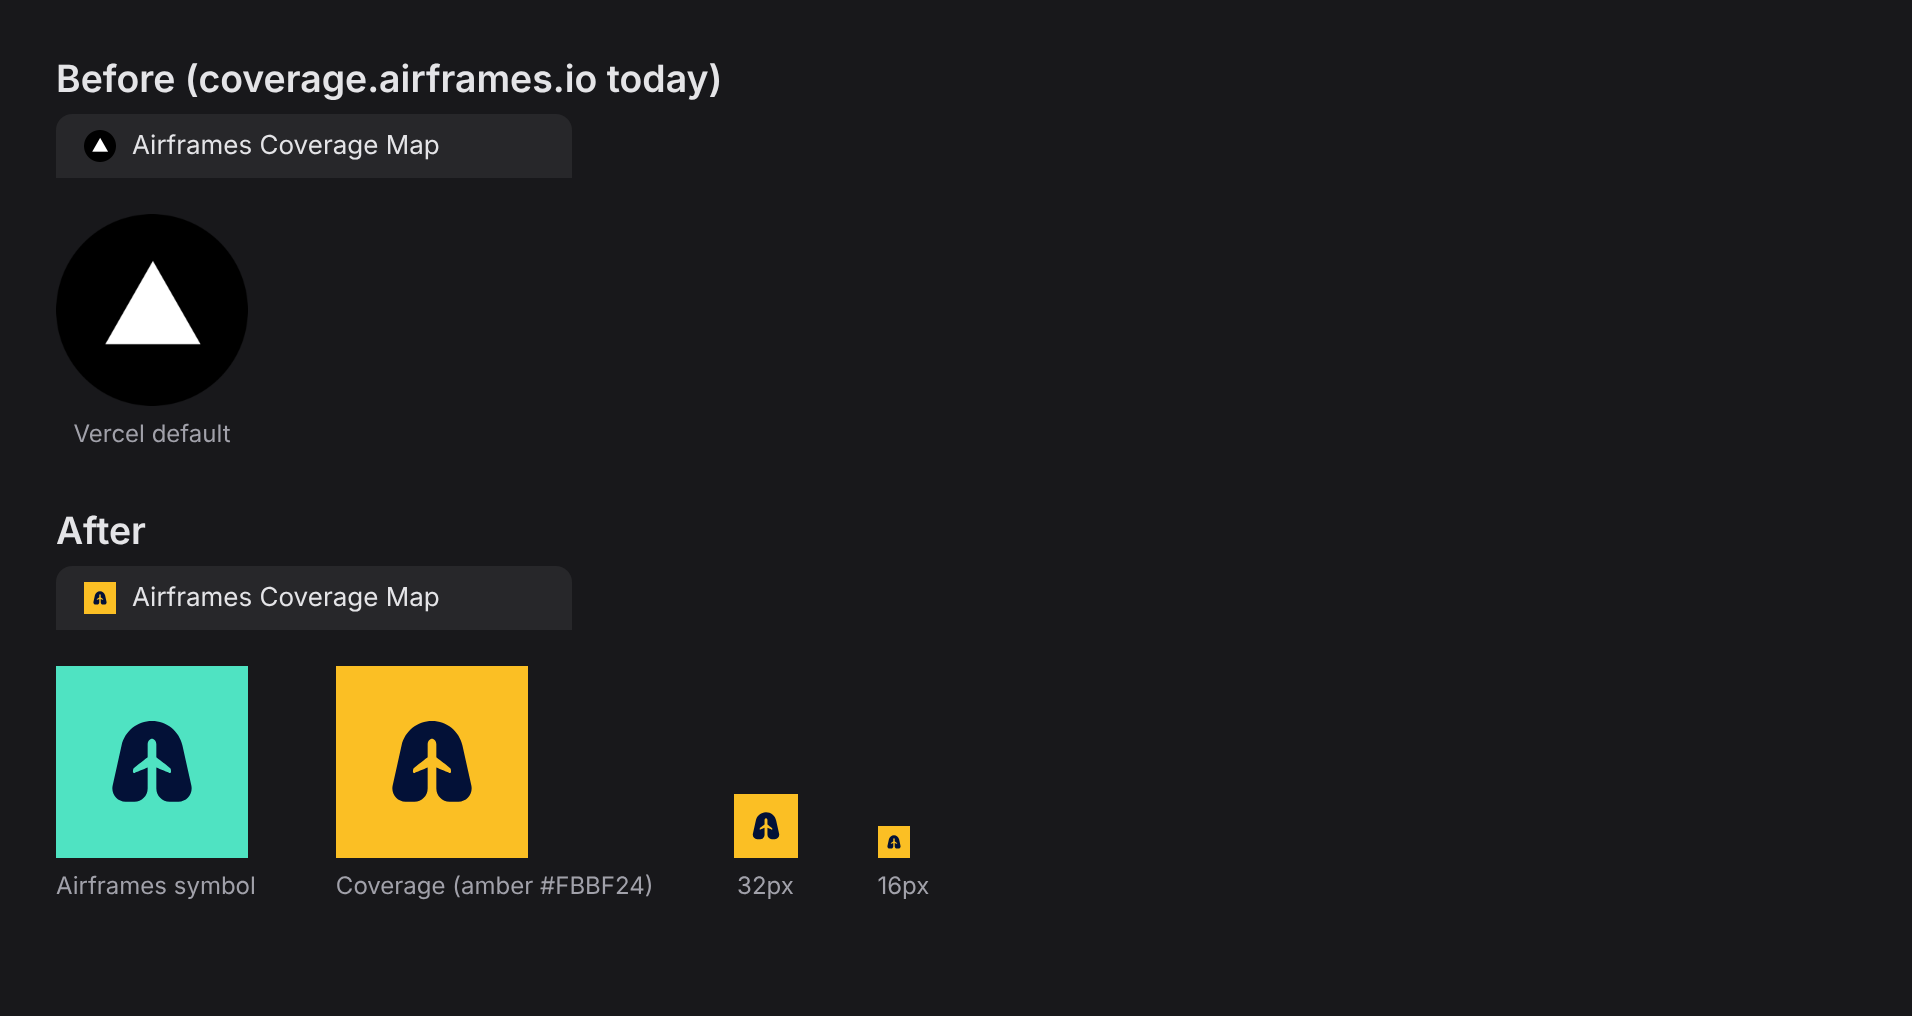 Before (coverage.airframes.io today)
Airframes Coverage Map
Vercel default
After
Airframes Coverage Map
Airframes symbol
Coverage (amber #FBBF24)
32px
16px